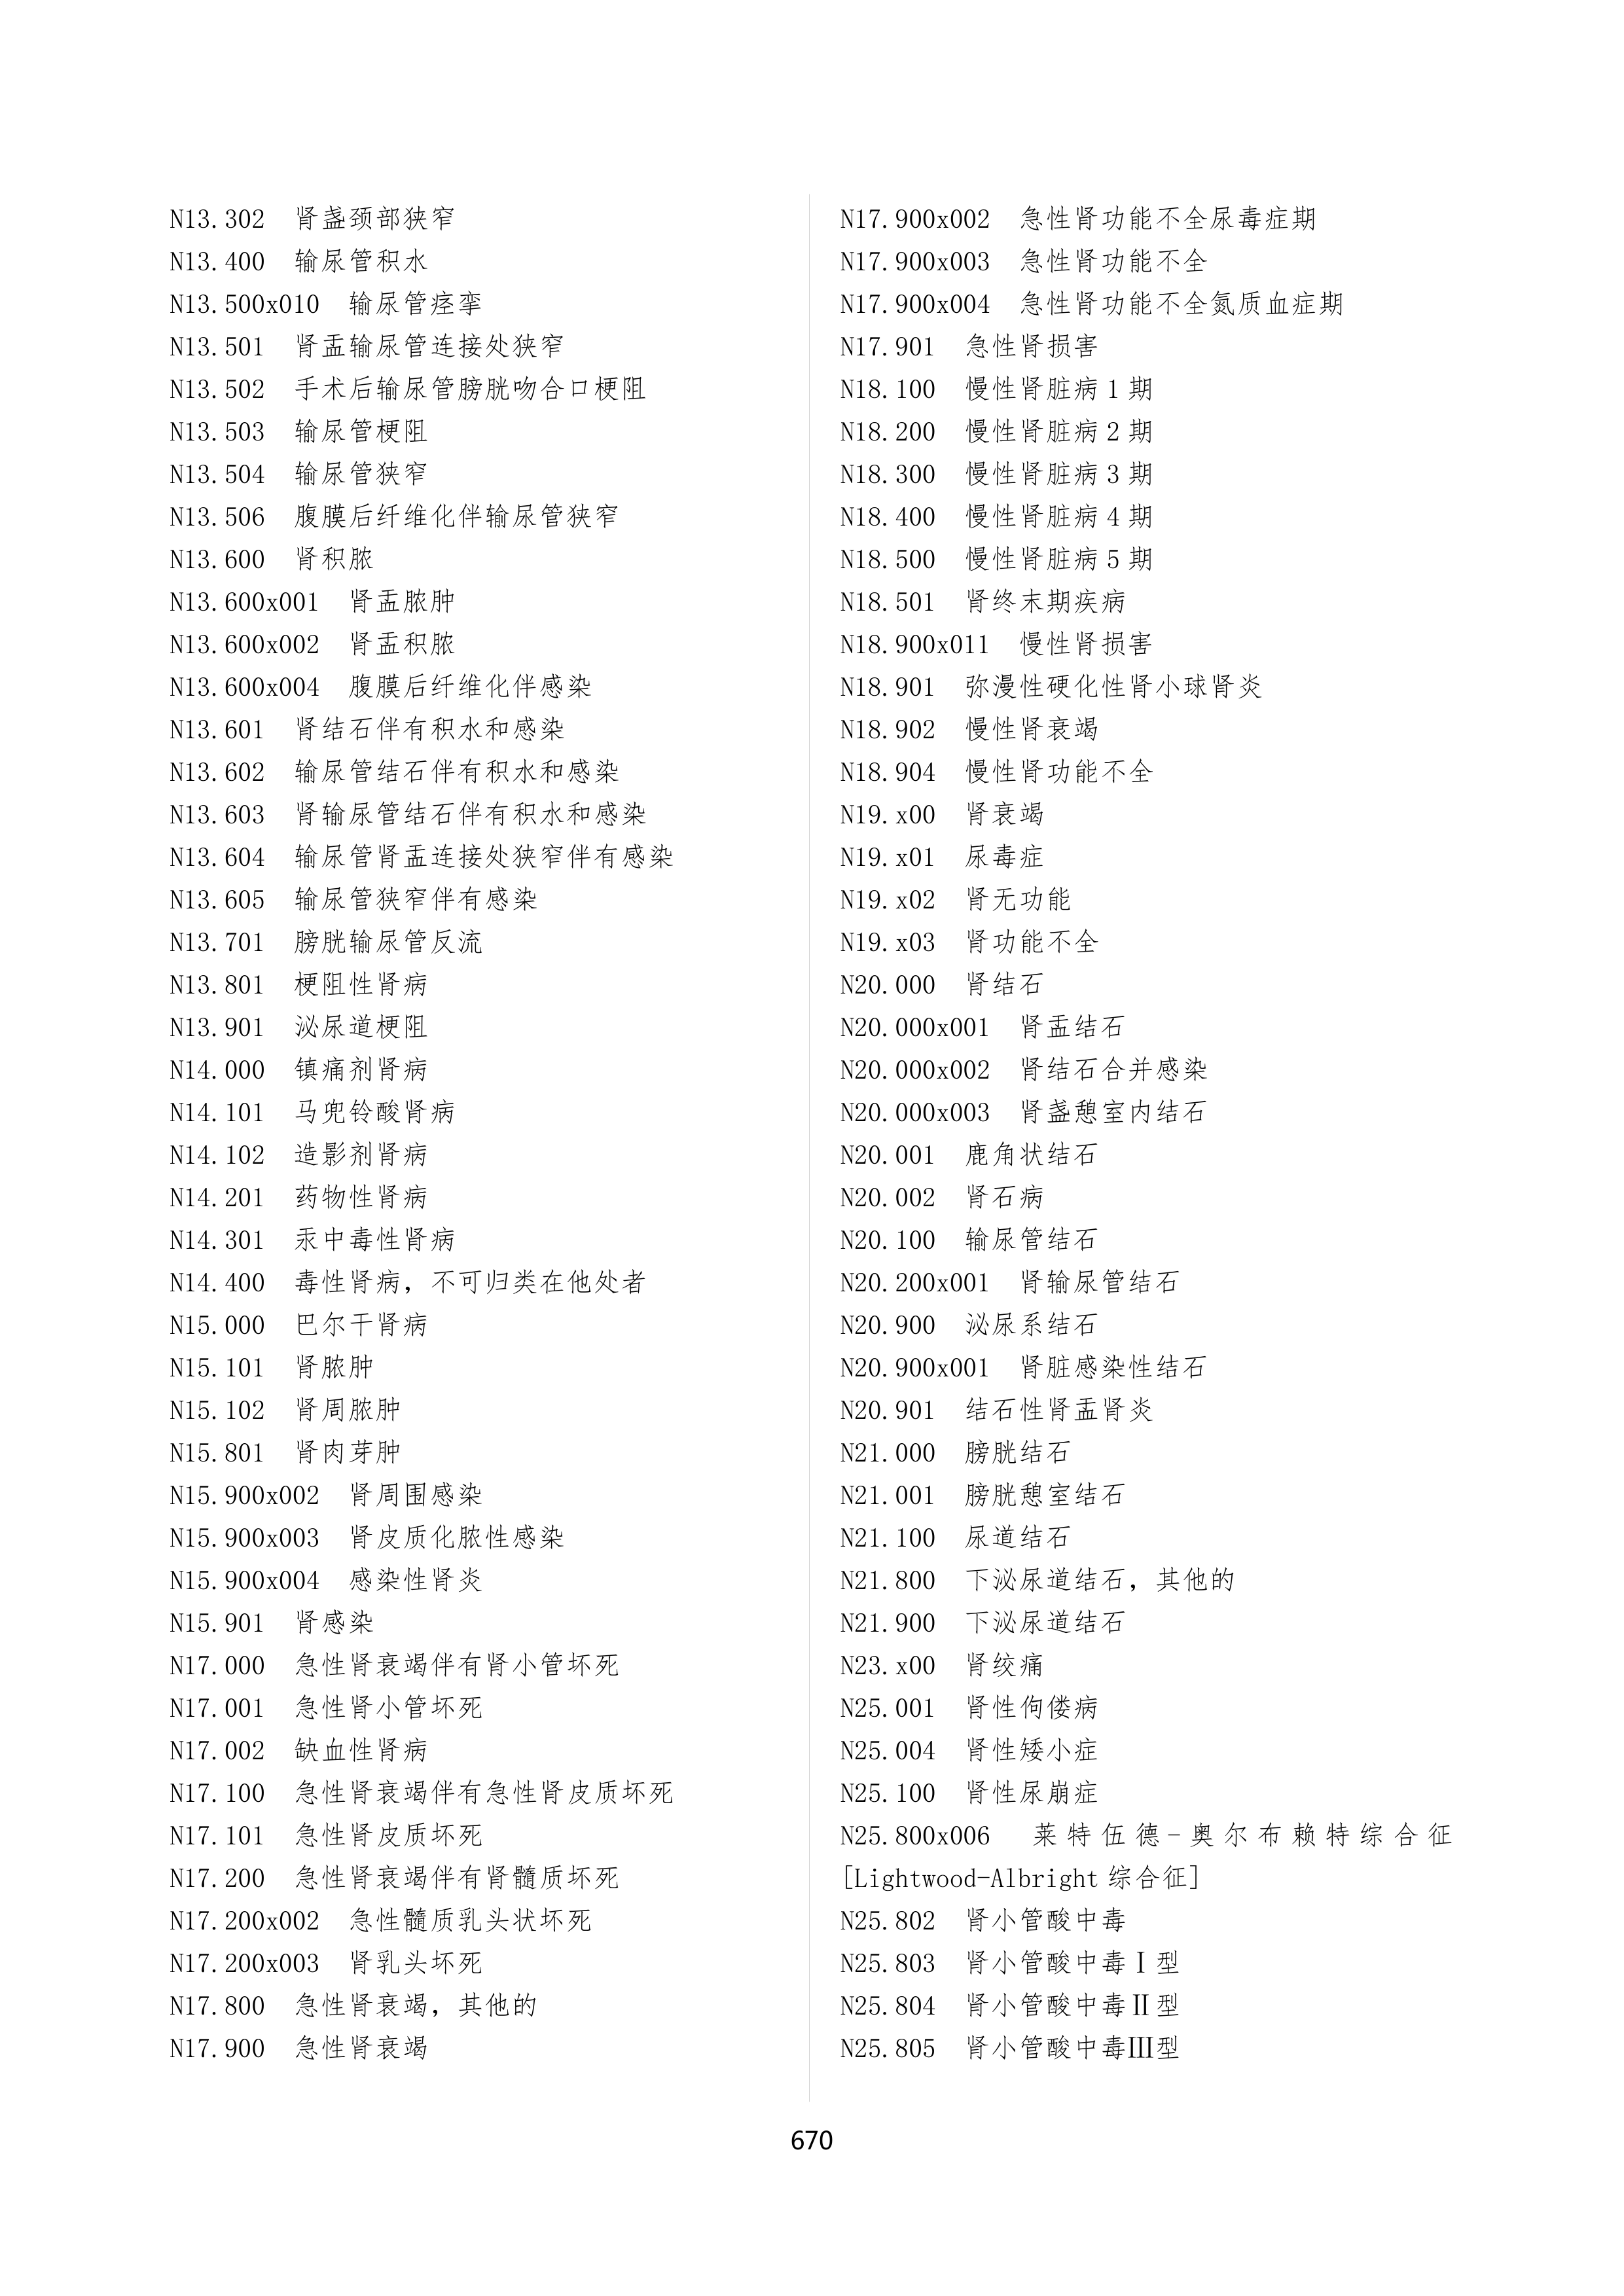 N13.302 肾盏颈部狭窄
N13.400 输尿管积水
N13.500x010 输尿管痉挛
N13.501 肾盂输尿管连接处狭窄
N13.502 手术后输尿管膀胱吻合口梗阻
N13.503 输尿管梗阻
N13.504 输尿管狭窄
N13.506 腹膜后纤维化伴输尿管狭窄
N13.600 肾积脓
N13.600x001 肾盂脓肿
N13.600x002 肾盂积脓
N13.600x004 腹膜后纤维化伴感染
N13.601 肾结石伴有积水和感染
N13.602 输尿管结石伴有积水和感染
N13.603 肾输尿管结石伴有积水和感染
N13.604 输尿管肾盂连接处狭窄伴有感染
N13.605 输尿管狭窄伴有感染
N13.701 膀胱输尿管反流
N13.801 梗阻性肾病
N13.901 泌尿道梗阻
N14.000 镇痛剂肾病
N14.101 马兜铃酸肾病
N14.102 造影剂肾病
N14.201 药物性肾病
N14.301 汞中毒性肾病
N14.400 毒性肾病，不可归类在他处者
N15.000 巴尔干肾病
N15.101 肾脓肿
N15.102 肾周脓肿
N15.801 肾肉芽肿
N15.900x002 肾周围感染
N15.900x003 肾皮质化脓性感染
N15.900x004 感染性肾炎
N15.901 肾感染
N17.000 急性肾衰竭伴有肾小管坏死
N17.001 急性肾小管坏死
N17.002 缺血性肾病
N17.100 急性肾衰竭伴有急性肾皮质坏死
N17.101 急性肾皮质坏死
N17.200 急性肾衰竭伴有肾髓质坏死
N17.200x002 急性髓质乳头状坏死
N17.200x003 肾乳头坏死
N17.800 急性肾衰竭，其他的
N17.900 急性肾衰竭
N17.900x002 急性肾功能不全尿毒症期
N17.900x003 急性肾功能不全
N17.900x004 急性肾功能不全氮质血症期
N17.901 急性肾损害
N18.100 慢性肾脏病 1 期
N18.200 慢性肾脏病 2 期
N18.300 慢性肾脏病 3 期
N18.400 慢性肾脏病 4 期
N18.500 慢性肾脏病 5 期
N18.501 肾终末期疾病
N18.900x011 慢性肾损害
N18.901 弥漫性硬化性肾小球肾炎
N18.902 慢性肾衰竭
N18.904 慢性肾功能不全
N19.x00 肾衰竭
N19.x01 尿毒症
N19.x02 肾无功能
N19.x03 肾功能不全
N20.000 肾结石
N20.000x001 肾盂结石
N20.000x002 肾结石合并感染
N20.000x003 肾盏憩室内结石
N20.001 鹿角状结石
N20.002 肾石病
N20.100 输尿管结石
N20.200x001 肾输尿管结石
N20.900 泌尿系结石
N20.900x001 肾脏感染性结石
N20.901 结石性肾盂肾炎
N21.000 膀胱结石
N21.001 膀胱憩室结石
N21.100 尿道结石
N21.800 下泌尿道结石，其他的
N21.900 下泌尿道结石
N23.x00 肾绞痛
N25.001 肾性佝偻病
N25.004 肾性矮小症
N25.100 肾性尿崩症
N25.800x006 莱特伍德-奥尔布赖特综合征
[Lightwood-Albright 综合征]
N25.802 肾小管酸中毒
N25.803 肾小管酸中毒Ⅰ型
N25.804 肾小管酸中毒Ⅱ型
N25.805 肾小管酸中毒Ⅲ型
670